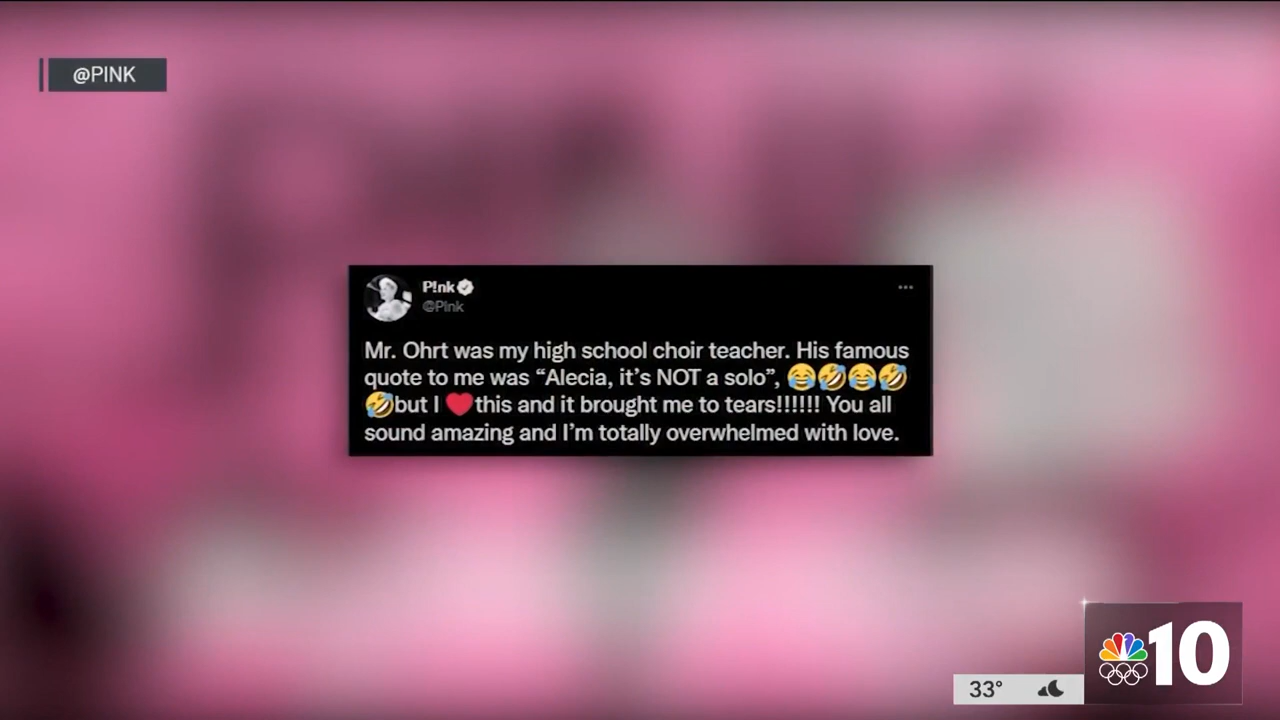 @PINK
P!nk
@Pink
Mr. Ohrt was my high school choir teacher. His famous
quote to me was “Alecia, it’s NOT a solo”, 😂🤣😂🤣
🤣but I ❤️this and it brought me to tears!!!!!! You all
sound amazing and I’m totally overwhelmed with love.
10
33°